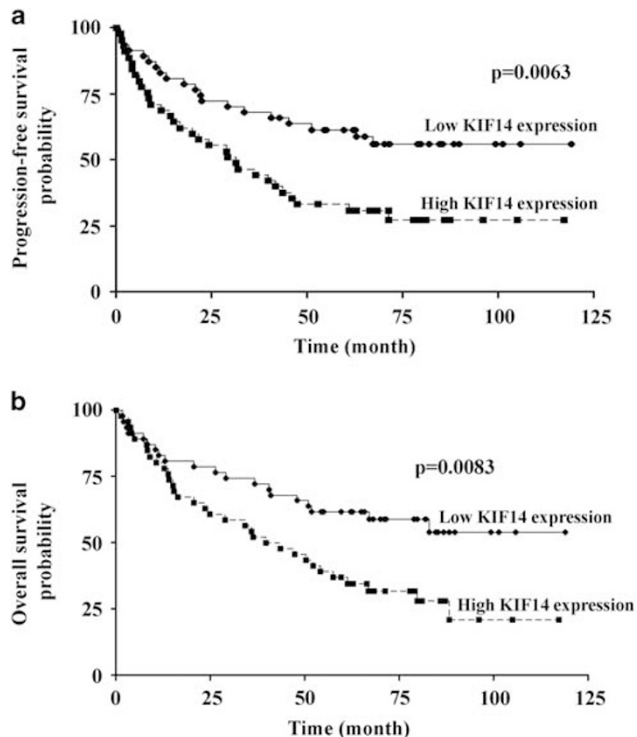 a
100
75
50
25
0
Progression-free survival
probability
p=0.0063
Low KIF14 expression
High KIF14 expression
0 25 50 75 100 125
Time (month)
b
100
75
50
25
0
Overall survival
probability
p=0.0083
Low KIF14 expression
High KIF14 expression
0 25 50 75 100 125
Time (month)